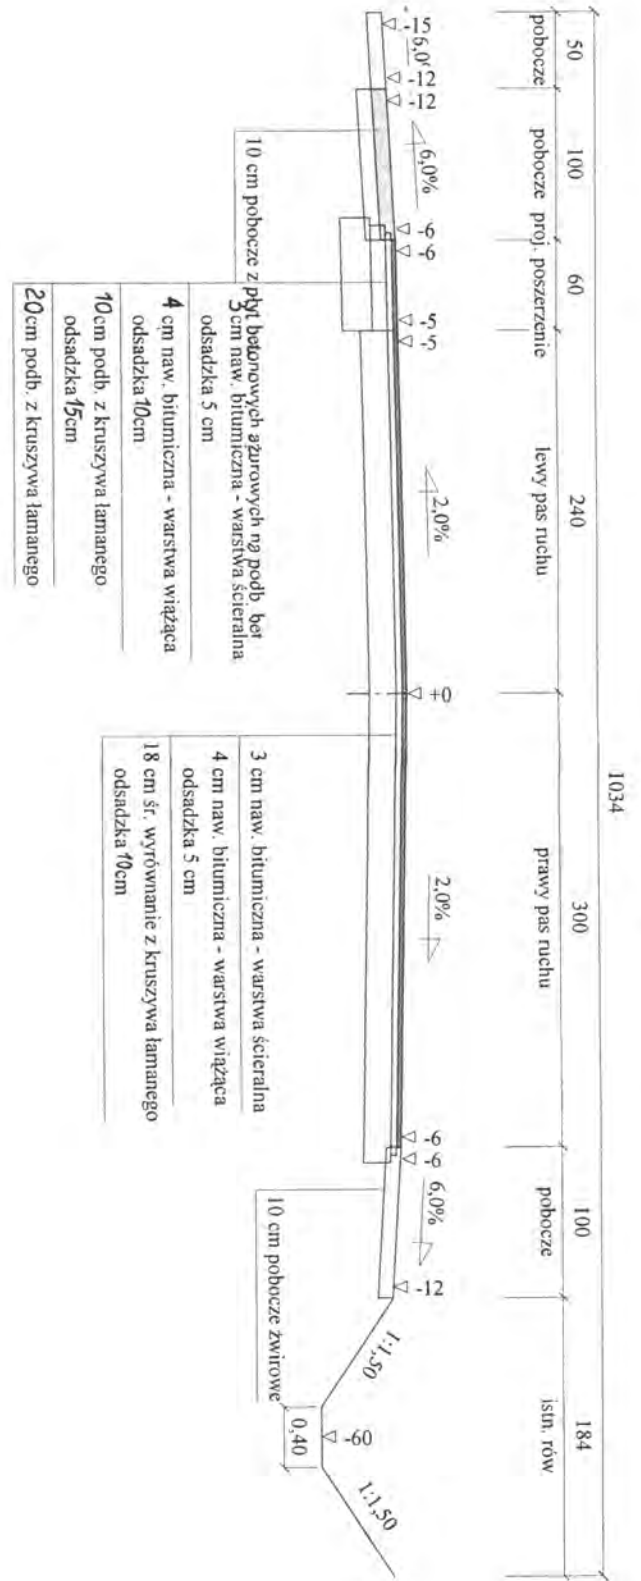 1034
50
100
60
240
300
100
184
pobocze
pobocze
proj. poszerzenie
lewy pas ruchu
prawy pas ruchu
pobocze
istn. rów
-15
-12
-12
-6
-6
-5
-5
+0
-6
-6
-12
-60
6,0%
2,0%
2,0%
6,0%
1:1,50
1:1,50
0,40
10 cm pobocze z płyt betonowych ażurowych na podb. bet
3 cm naw. bitumiczna - warstwa ścieralna
odsadzka 5 cm
4 cm naw. bitumiczna - warstwa wiążąca
odsadzka 10cm
10cm podb. z kruszywa łamanego
odsadzka 15cm
20cm podb. z kruszywa łamanego
3 cm naw. bitumiczna - warstwa ścieralna
4 cm naw. bitumiczna - warstwa wiążąca
odsadzka 5 cm
18 cm śr. wyrównanie z kruszywa łamanego
odsadzka 10cm
10 cm pobocze żwirowe